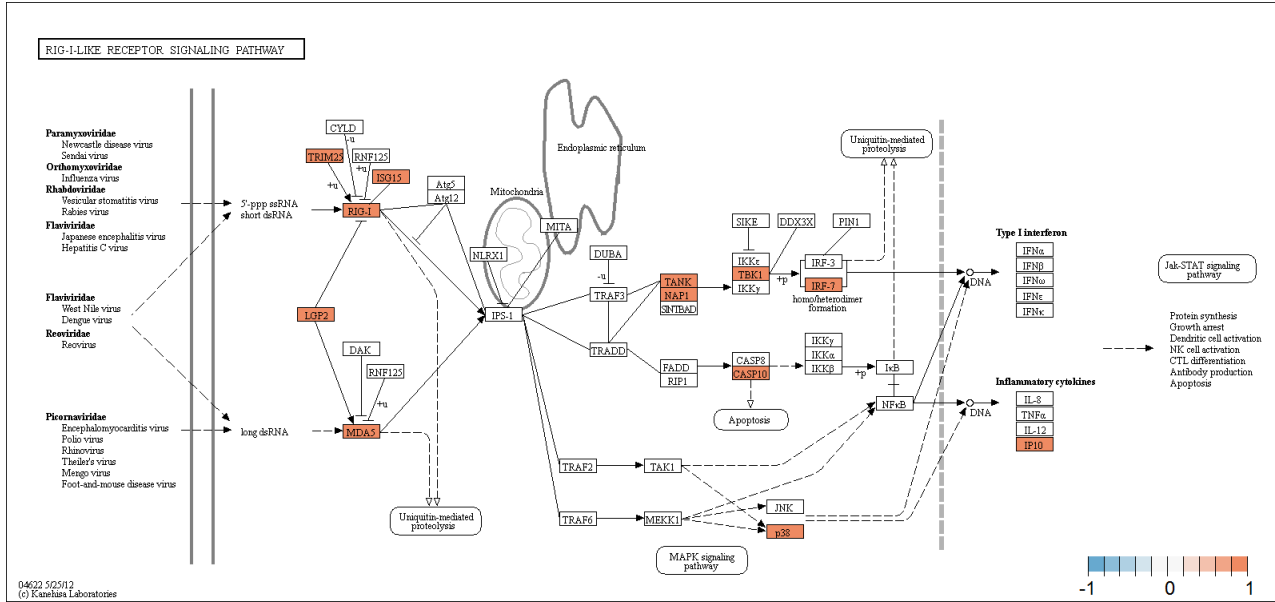 RIG-I-LIKE RECEPTOR SIGNALING PATHWAY
Paramyxoviridae
Newcastle disease virus
Sendai virus
Orthomyxoviridae
Influenza virus
Rhabdoviridae
Vesicular stomatitis virus
Rabies virus
Flaviviridae
Japanese encephalitis virus
Hepatitis C virus
Flaviviridae
West Nile virus
Dengue virus
Reoviridae
Reovirus
Picornaviridae
Encephalomyocarditis virus
Polio virus
Rhinovirus
Theiler's virus
Mengo virus
Foot-and-mouse disease virus
5'-ppp ssRNA
short dsRNA
long dsRNA
CYLD
-u
TRIM25
RNF125
+u
ISG15
+u
RIG-I
LGP2
DAK
RNF125
+u
MDA5
Uniquitin-mediated
proteolysis
Atg5
Atg12
Mitochondria
Endoplasmic reticulum
MITA
NLRX1
IPS-1
DUBA
-u
TRAF3
TRADD
TANK
NAP1
SINTBAD
FADD
RIP1
TRAF2
TAK1
TRAF6
MEKK1
MAPK signaling
pathway
SIKE
DDX3X
PIN1
IKKε
TBK1
IKKγ
+p
IRF-3
IRF-7
homo/heterodimer
formation
CASP8
CASP10
Apoptosis
IKKγ
IKKα
IKKβ
+p
IκB
NFκB
JNK
p38
Uniquitin-mediated
proteolysis
DNA
DNA
Type I interferon
IFNα
IFNβ
IFNω
IFNε
IFNκ
Inflammatory cytokines
IL-8
TNFα
IL-12
IP10
Jak-STAT signaling
pathway
Protein synthesis
Growth arrest
Dendritic cell activation
NK cell activation
CTL differentiation
Antibody production
Apoptosis
-1 0 1
04622 5/25/12
(c) Kanehisa Laboratories